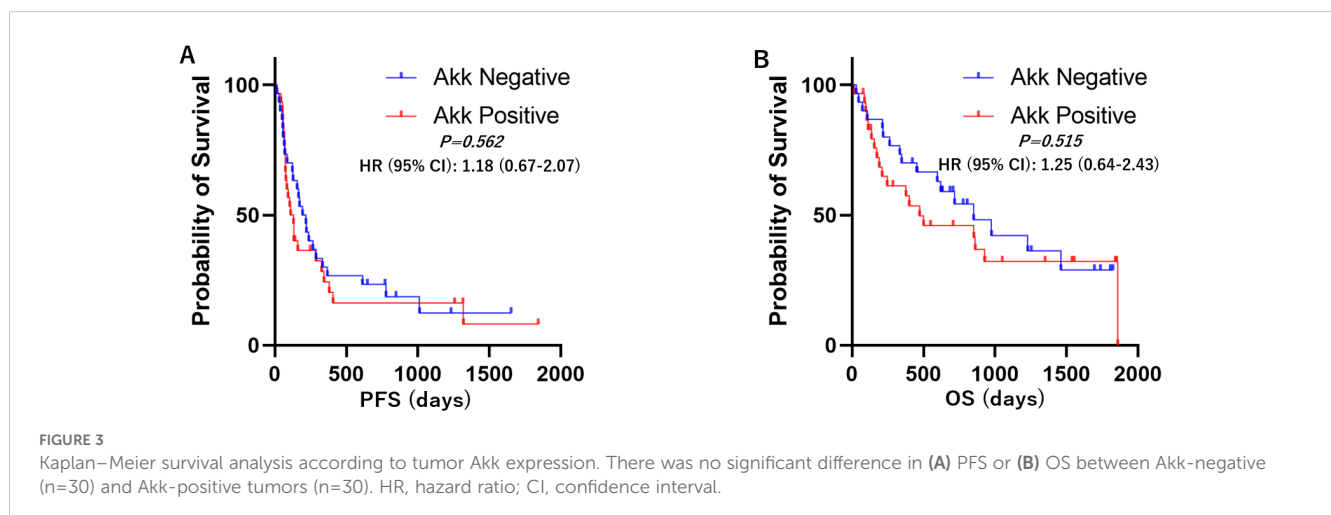 A
Probability of Survival
100
50
0
Akk Negative
Akk Positive
P=0.562
HR (95% CI): 1.18 (0.67-2.07)
0 500 1000 1500 2000
PFS (days)
B
Probability of Survival
100
50
0
Akk Negative
Akk Positive
P=0.515
HR (95% CI): 1.25 (0.64-2.43)
0 500 1000 1500 2000
OS (days)
FIGURE 3
Kaplan–Meier survival analysis according to tumor Akk expression. There was no significant difference in (A) PFS or (B) OS between Akk-negative
(n=30) and Akk-positive tumors (n=30). HR, hazard ratio; CI, confidence interval.